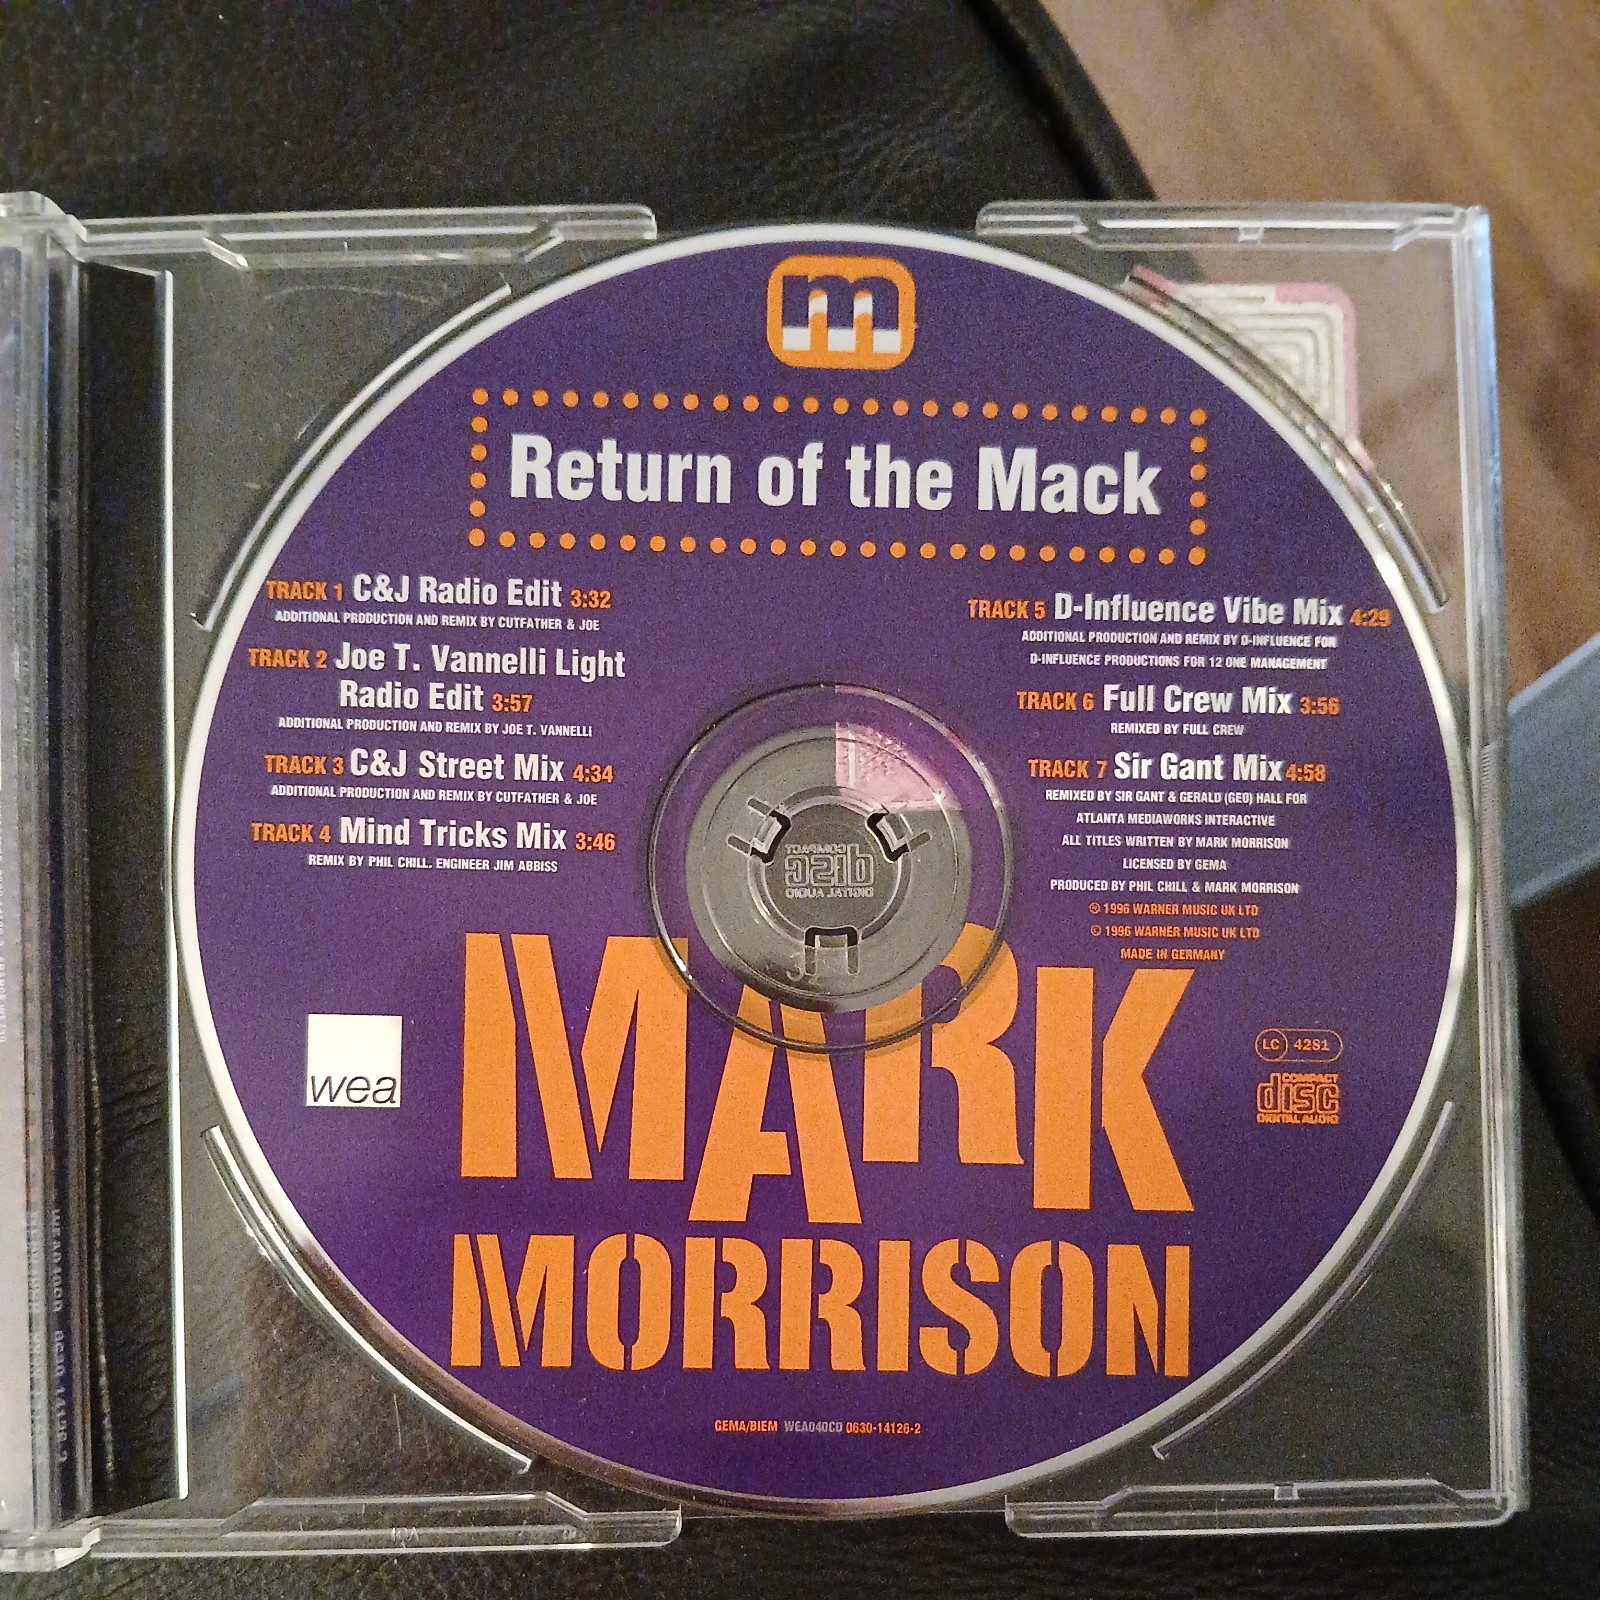 m
Return of the Mack
TRACK 1 C&J Radio Edit 3:32
ADDITIONAL PRODUCTION AND REMIX BY CUTFATHER & JOE
TRACK 2 Joe T. Vannelli Light
Radio Edit 3:57
ADDITIONAL PRODUCTION AND REMIX BY JOE T. VANNELLI
TRACK 3 C&J Street Mix 4:34
ADDITIONAL PRODUCTION AND REMIX BY CUTFATHER & JOE
TRACK 4 Mind Tricks Mix 3:46
REMIX BY PHIL CHILL. ENGINEER JIM ABBISS
TRACK 5 D-Influence Vibe Mix 4:29
ADDITIONAL PRODUCTION AND REMIX BY D-INFLUENCE FOR
D-INFLUENCE PRODUCTIONS FOR 12 ONE MANAGEMENT
TRACK 6 Full Crew Mix 3:56
REMIXED BY FULL CREW
TRACK 7 Sir Gant Mix 4:58
REMIXED BY SIR GANT & GERALD (GEO) HALL FOR
ATLANTA MEDIAWORKS INTERACTIVE
ALL TITLES WRITTEN BY MARK MORRISON
LICENSED BY GEMA
PRODUCED BY PHIL CHILL & MARK MORRISON
℗ 1996 WARNER MUSIC UK LTD
© 1996 WARNER MUSIC UK LTD
MADE IN GERMANY
COMPACT
disc
DIGITAL AUDIO
wea
LC 4281
COMPACT
disc
DIGITAL AUDIO
MARK
MORRISON
GEMA/BIEM WEA040CD 0630-14126-2
WEA040CD 0630 14126 2